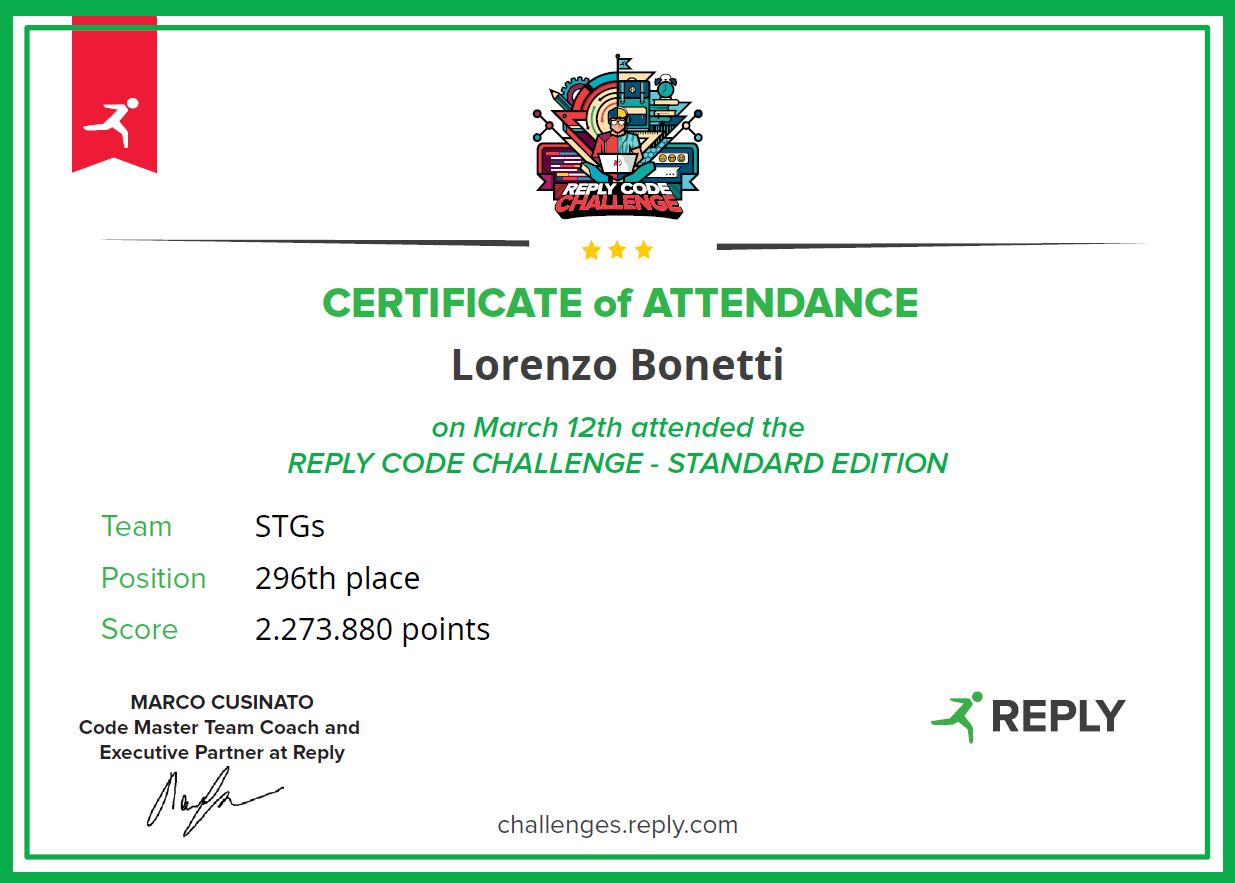 REPLY CODE
CHALLENGE
CERTIFICATE of ATTENDANCE
Lorenzo Bonetti
on March 12th attended the
REPLY CODE CHALLENGE - STANDARD EDITION
Team STGs
Position 296th place
Score 2.273.880 points
MARCO CUSINATO
Code Master Team Coach and
Executive Partner at Reply
REPLY
challenges.reply.com